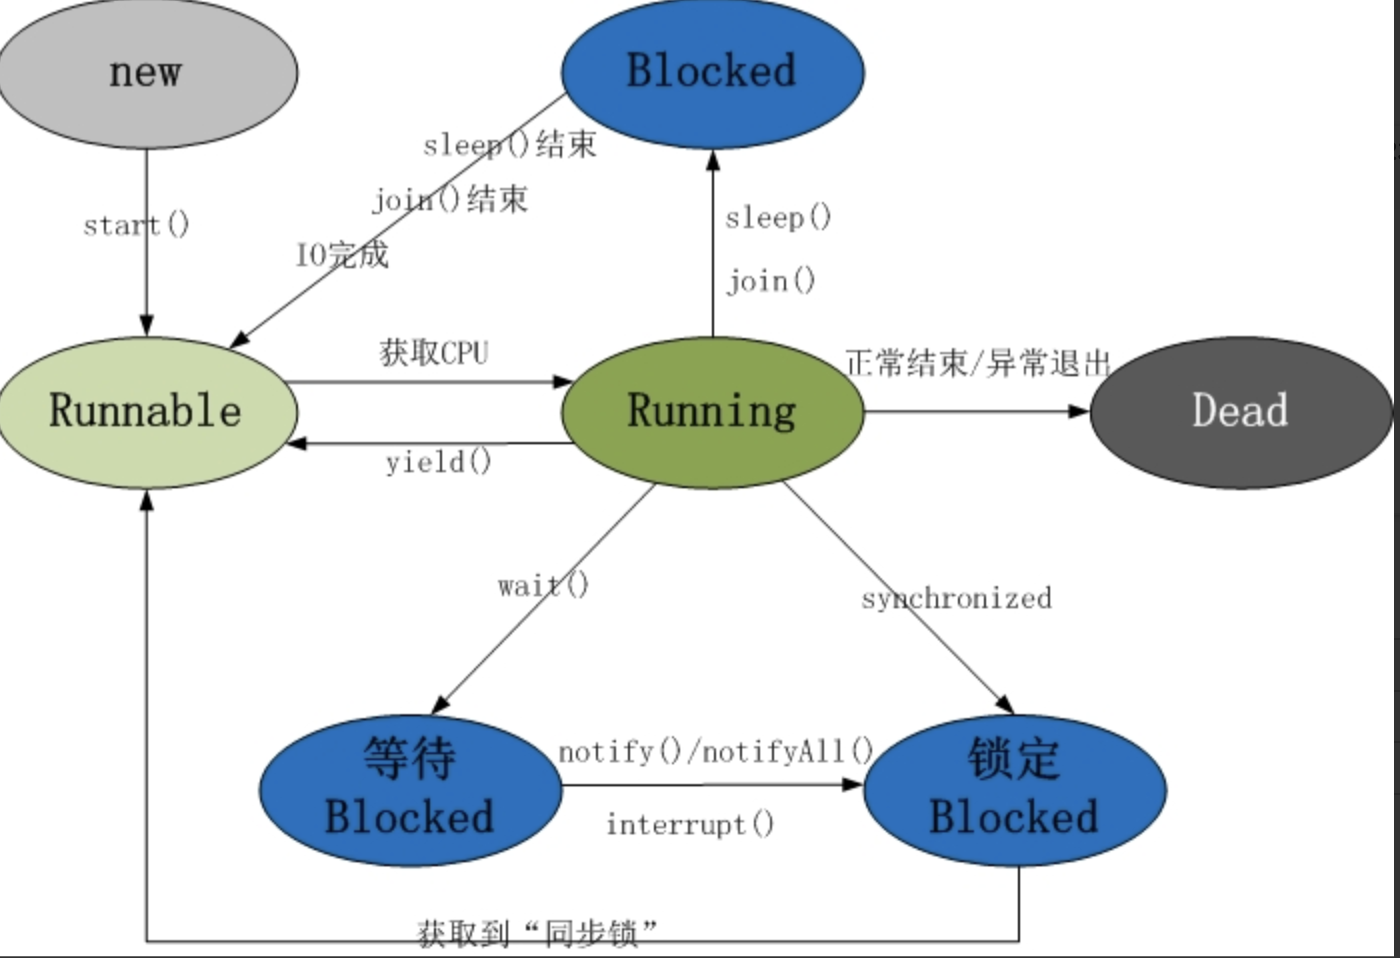 new
Blocked
sleep()结束
join()结束
IO完成
start()
sleep()
join()
获取CPU
正常结束/异常退出
Runnable
Running
Dead
yield()
wait()
synchronized
等待
Blocked
notify()/notifyAll()
interrupt()
锁定
Blocked
获取到“同步锁”